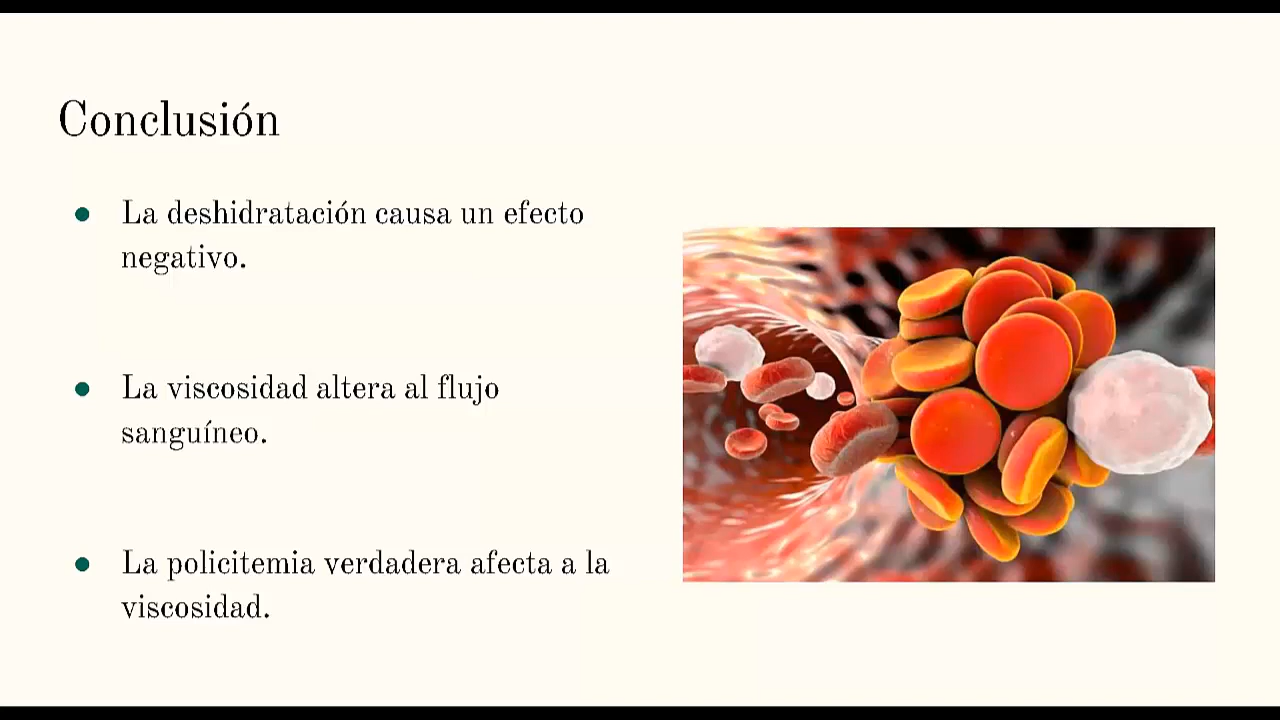 Conclusión
● La deshidratación causa un efecto
negativo.
● La viscosidad altera al flujo
sanguíneo.
● La policitemia verdadera afecta a la
viscosidad.